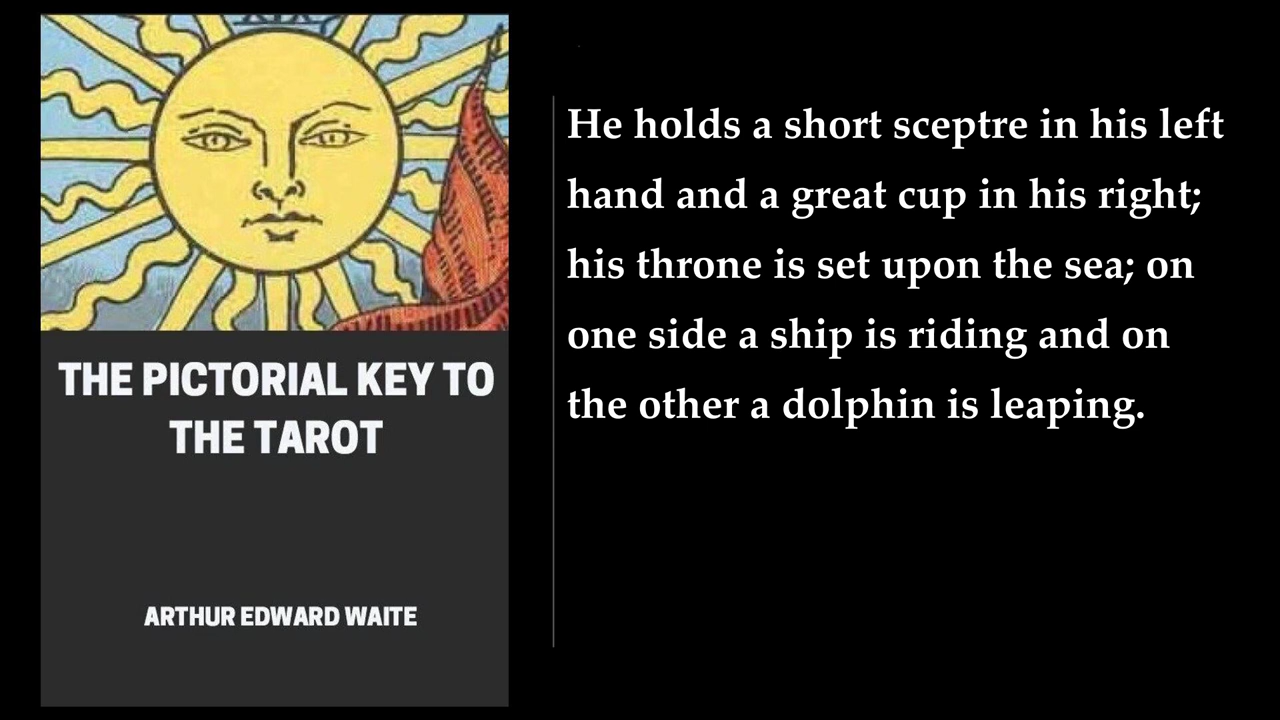 XIX
THE PICTORIAL KEY TO
THE TAROT
ARTHUR EDWARD WAITE
He holds a short sceptre in his left
hand and a great cup in his right;
his throne is set upon the sea; on
one side a ship is riding and on
the other a dolphin is leaping.